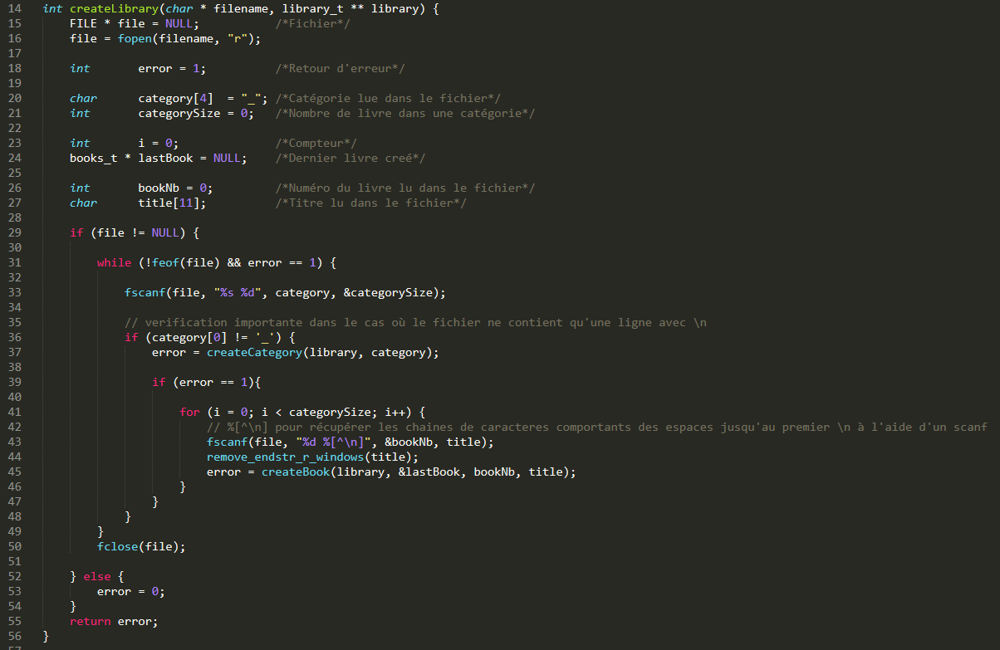 14 int createLibrary(char * filename, library_t ** library) {
15 FILE * file = NULL; /*Fichier*/
16 file = fopen(filename, "r");
17
18 int error = 1; /*Retour d'erreur*/
19
20 char category[4] = "_"; /*Catégorie lue dans le fichier*/
21 int categorySize = 0; /*Nombre de livre dans une catégorie*/
22
23 int i = 0; /*Compteur*/
24 books_t * lastBook = NULL; /*Dernier livre creé*/
25
26 int bookNb = 0; /*Numéro du livre lu dans le fichier*/
27 char title[11]; /*Titre lu dans le fichier*/
28
29 if (file != NULL) {
30
31 while (!feof(file) && error == 1) {
32
33 fscanf(file, "%s %d", category, &categorySize);
34
35 // verification importante dans le cas où le fichier ne contient qu'une ligne avec \n
36 if (category[0] != '_') {
37 error = createCategory(library, category);
38
39 if (error == 1){
40
41 for (i = 0; i < categorySize; i++) {
42 // %[^\n] pour récupérer les chaines de caracteres comportants des espaces jusqu'au premier \n à l'aide d'un scanf
43 fscanf(file, "%d %[^\n]", &bookNb, title);
44 remove_endstr_r_windows(title);
45 error = createBook(library, &lastBook, bookNb, title);
46 }
47 }
48 }
49 }
50 fclose(file);
51
52 } else {
53 error = 0;
54 }
55 return error;
56 }
57